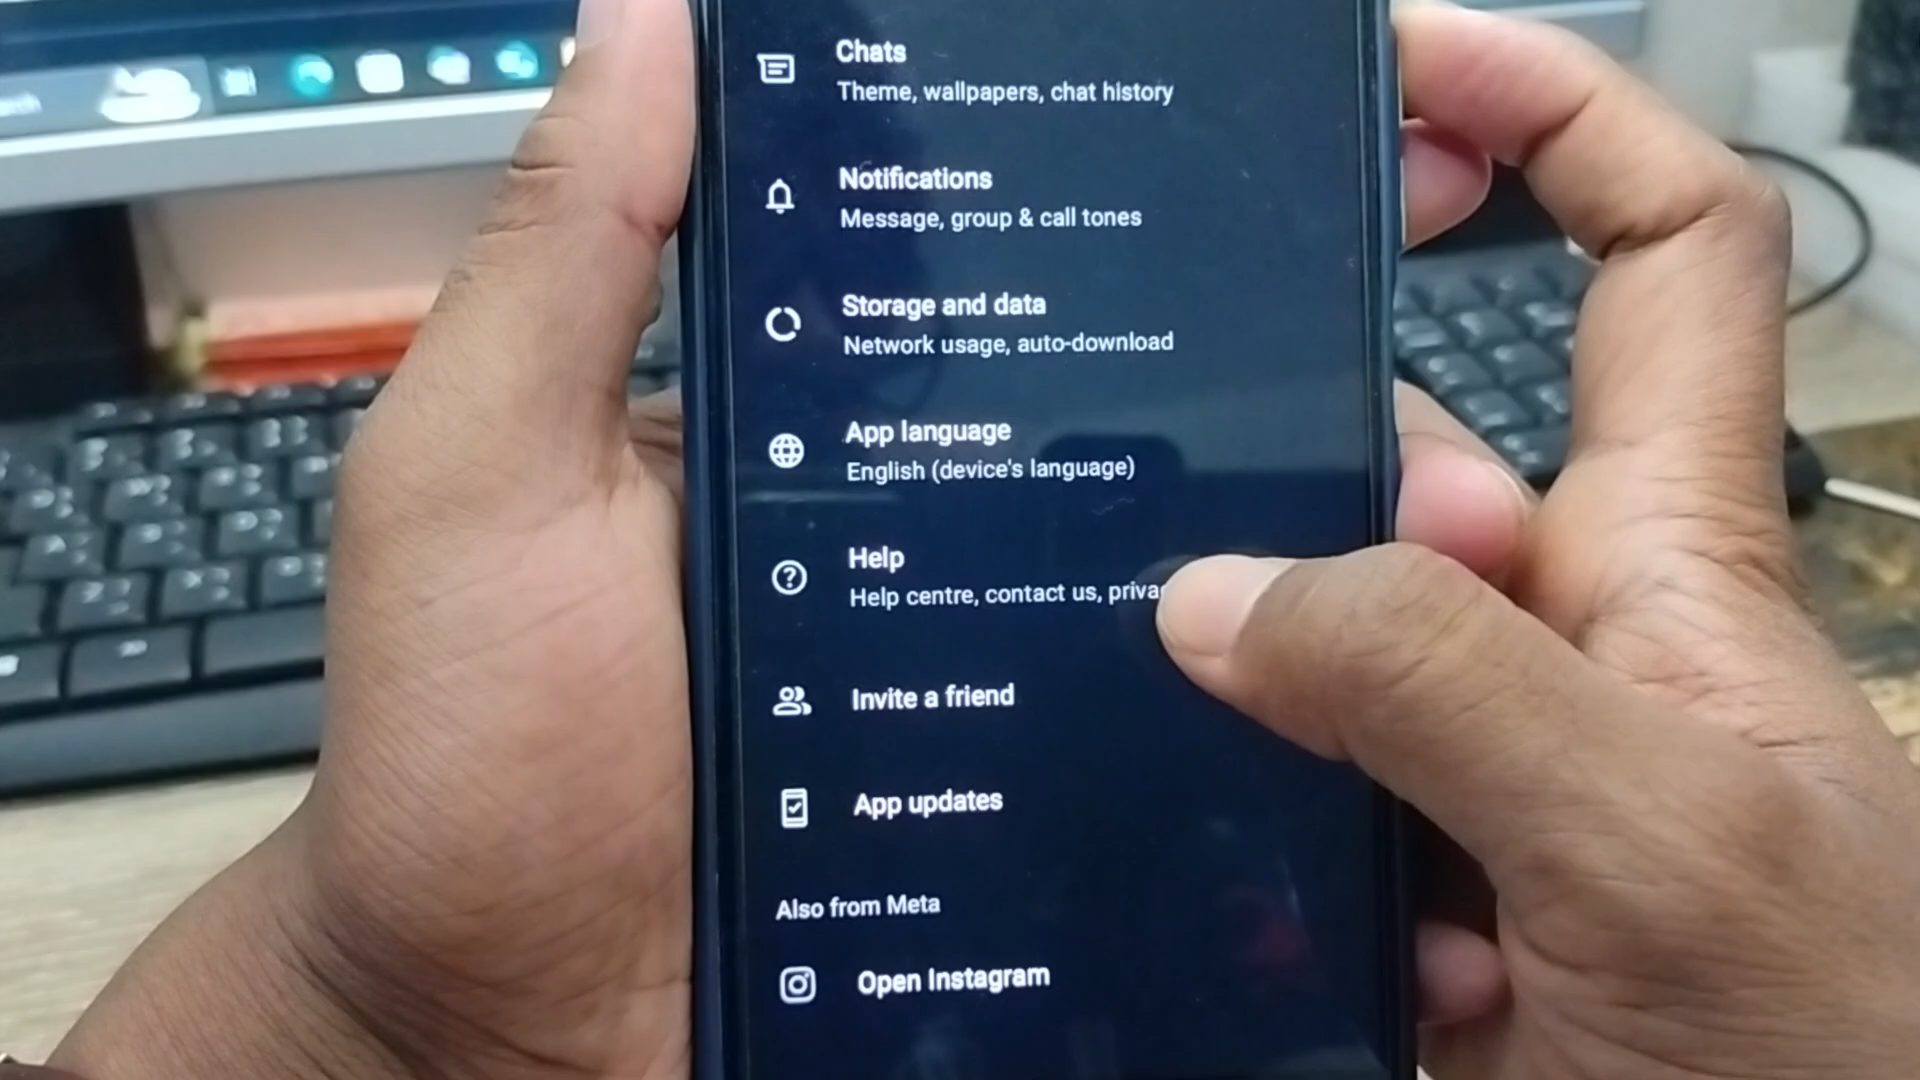 Chats
Theme, wallpapers, chat history
Notifications
Message, group & call tones
Storage and data
Network usage, auto-download
App language
English (device's language)
Help
Help centre, contact us,
Invite a friend
App updates
Also from Meta
Open Instagram